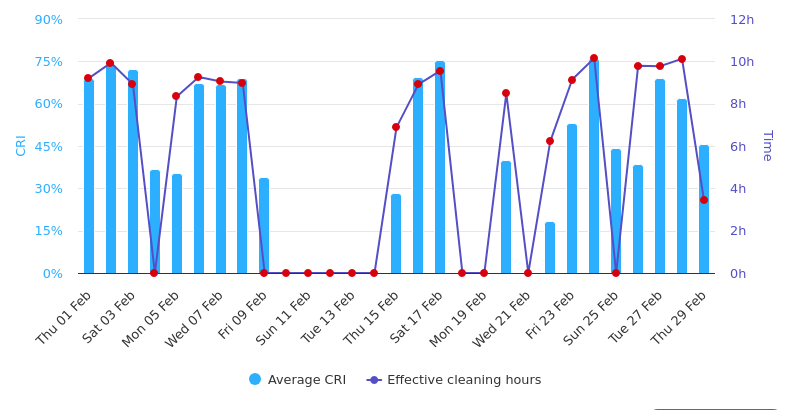 90%
75%
60%
45%
30%
15%
0%
CRI
12h
10h
8h
6h
4h
2h
0h
Time
Thu 01 Feb
Sat 03 Feb
Mon 05 Feb
Wed 07 Feb
Fri 09 Feb
Sun 11 Feb
Tue 13 Feb
Thu 15 Feb
Sat 17 Feb
Mon 19 Feb
Wed 21 Feb
Fri 23 Feb
Sun 25 Feb
Tue 27 Feb
Thu 29 Feb
Average CRI
Effective cleaning hours